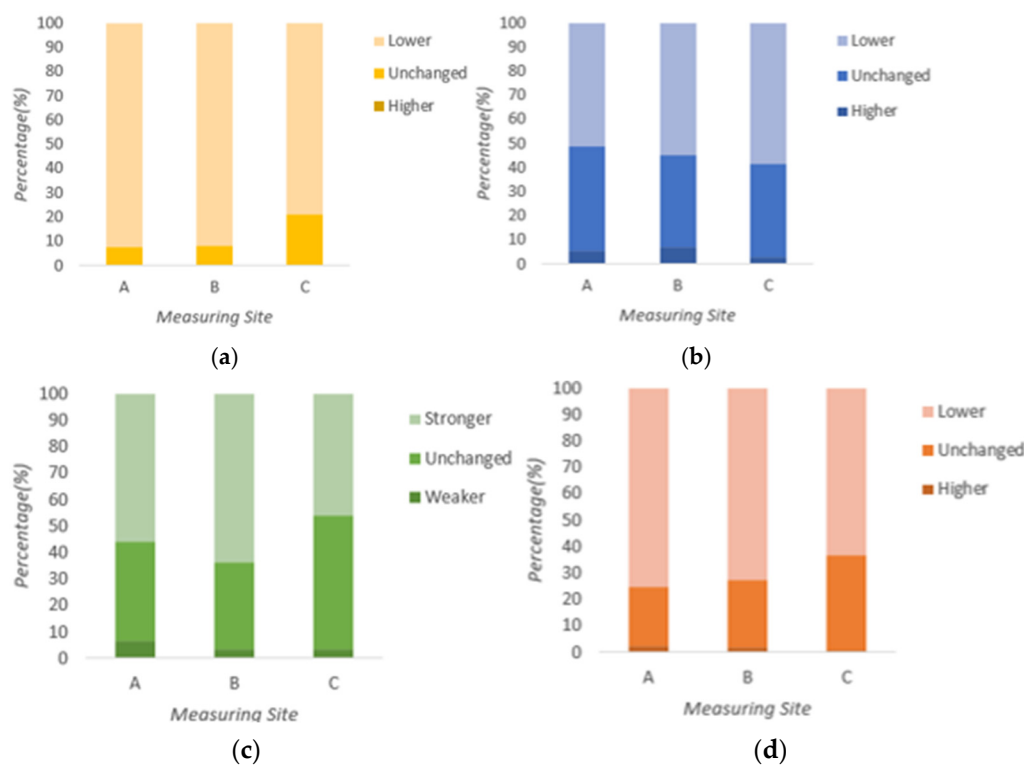 100
90
80
70
60
50
40
30
20
10
0
Percentage(%)
A B C
Measuring Site
Lower
Unchanged
Higher
(a)
100
90
80
70
60
50
40
30
20
10
0
Percentage(%)
A B C
Measuring Site
Lower
Unchanged
Higher
(b)
100
90
80
70
60
50
40
30
20
10
0
Percentage(%)
A B C
Measuring Site
Stronger
Unchanged
Weaker
(c)
100
90
80
70
60
50
40
30
20
10
0
Percentage(%)
A B C
Measuring Site
Lower
Unchanged
Higher
(d)